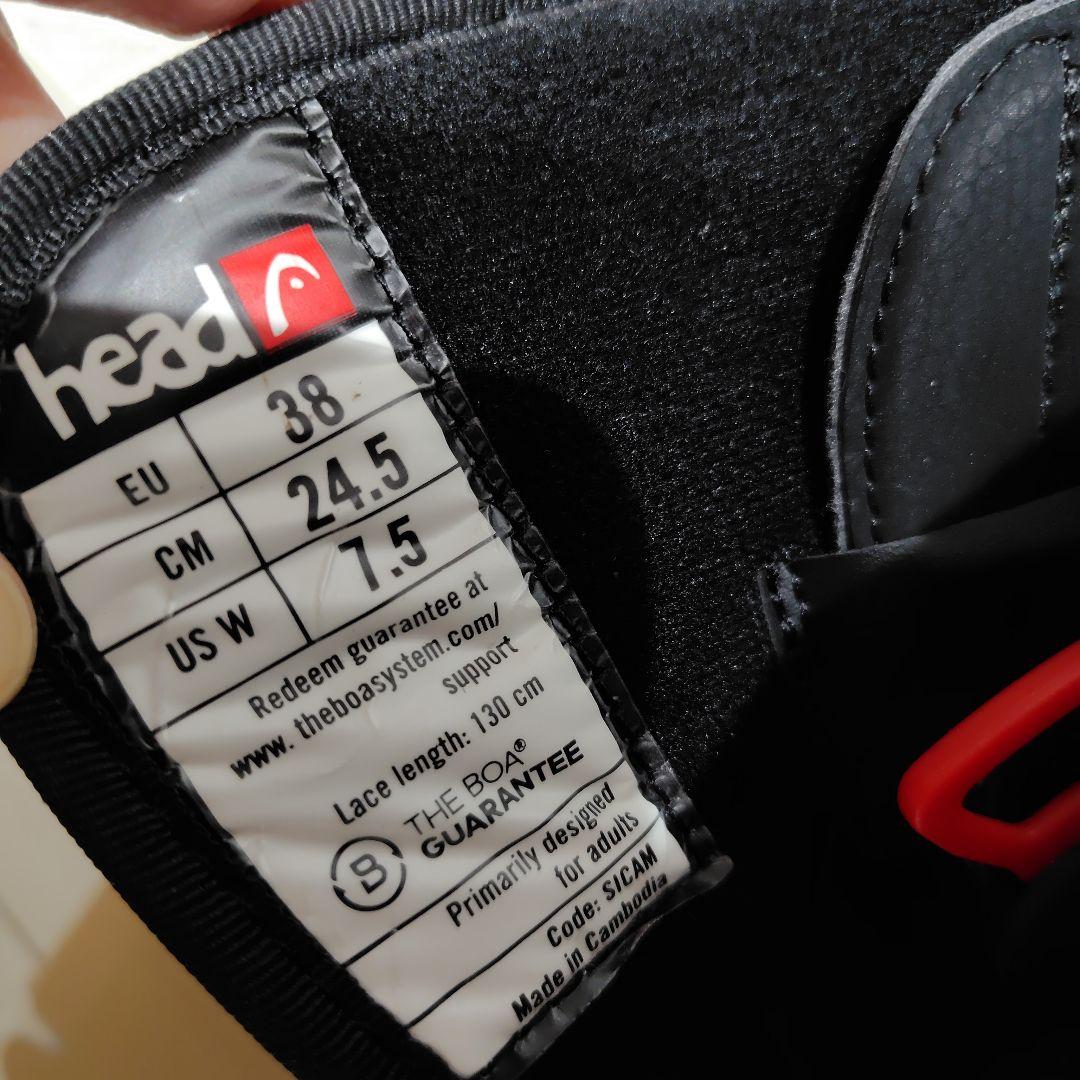 head
EU 38
CM 24.5
US W 7.5
Redeem guarantee at
www.theboasystem.com/
support
Lace length: 130 cm
B THE BOA®
GUARANTEE
Primarily designed
for adults
Code: SICAM
Made in Cambodia